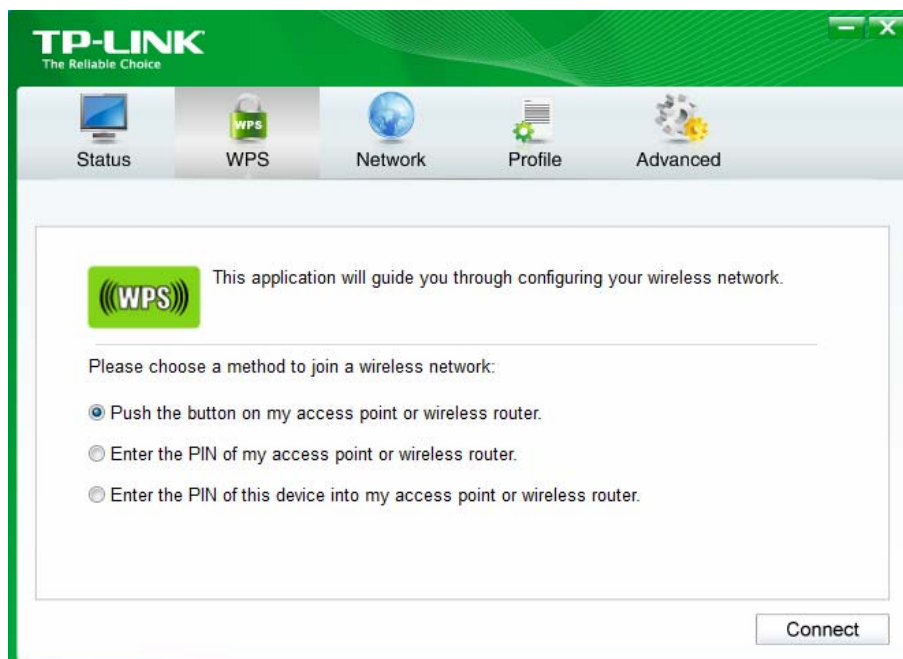 TP-LINK
The Reliable Choice
WPS
Status
WPS
Network
Profile
Advanced
(((WPS)))
This application will guide you through configuring your wireless network.
Please choose a method to join a wireless network:
Push the button on my access point or wireless router.
Enter the PIN of my access point or wireless router.
Enter the PIN of this device into my access point or wireless router.
Connect